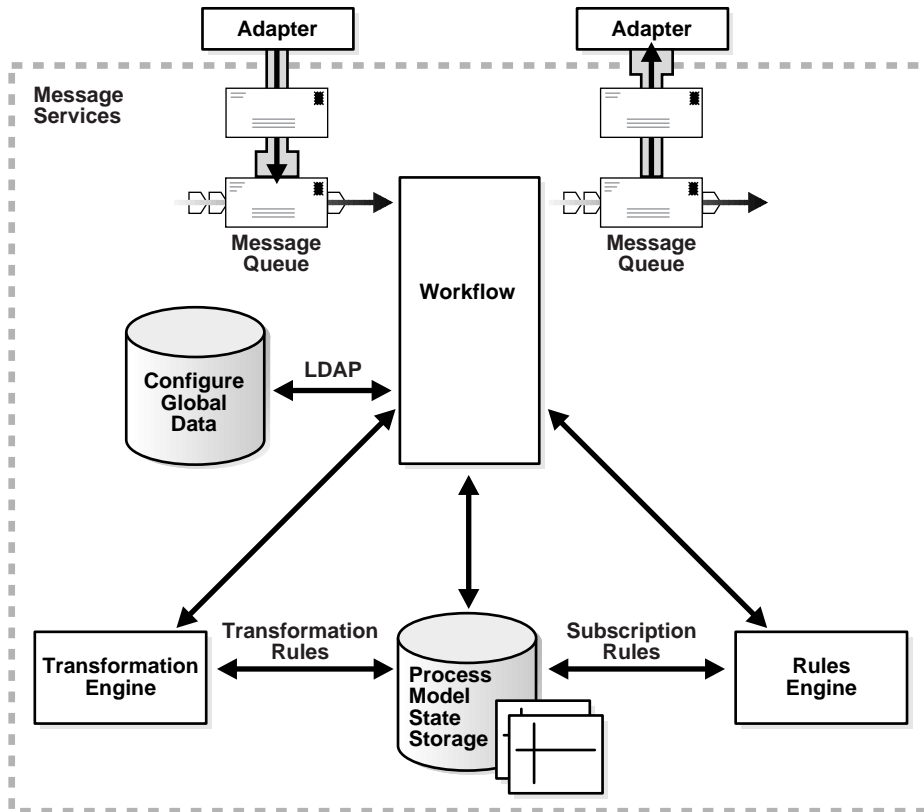 Adapter
Adapter
Message
Services
Message
Queue
Message
Queue
Workflow
LDAP
Configure
Global
Data
Transformation
Rules
Subscription
Rules
Transformation
Engine
Process
Model
State
Storage
Rules
Engine